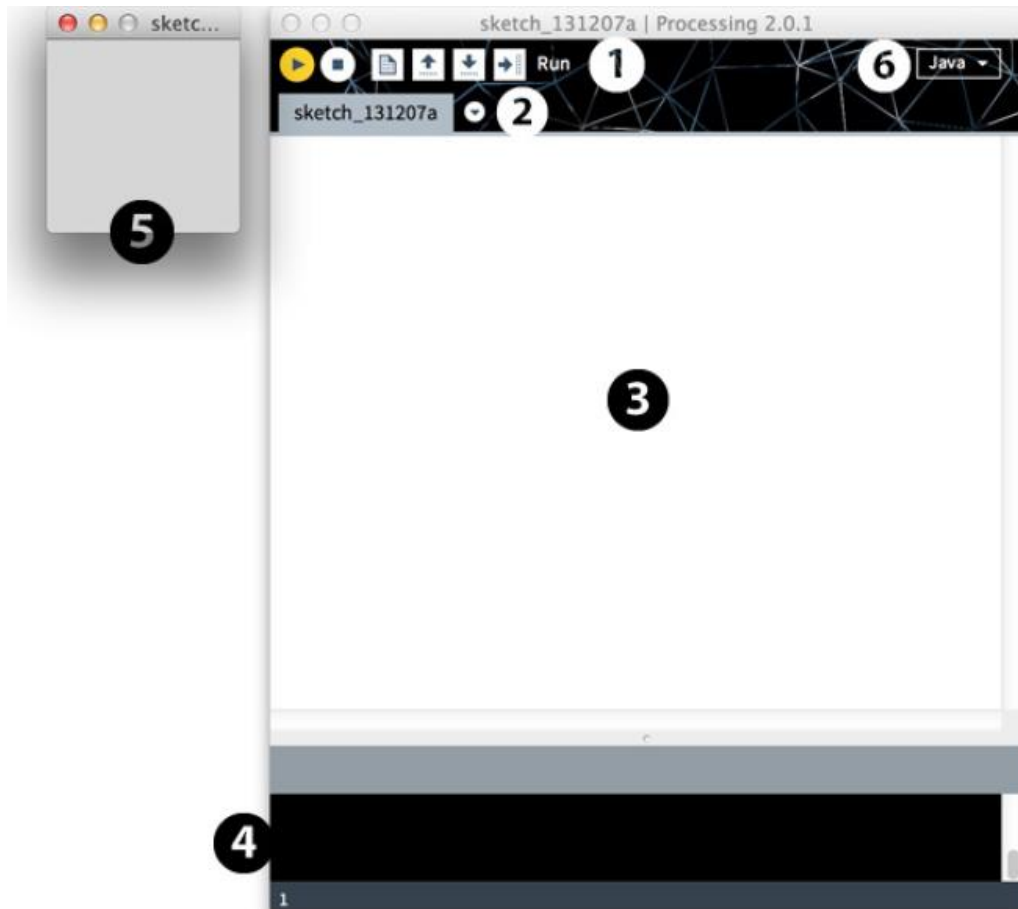 sketc...
sketch_131207a | Processing 2.0.1
Run 1 6 Java
sketch_131207a 2
5
3
4
1